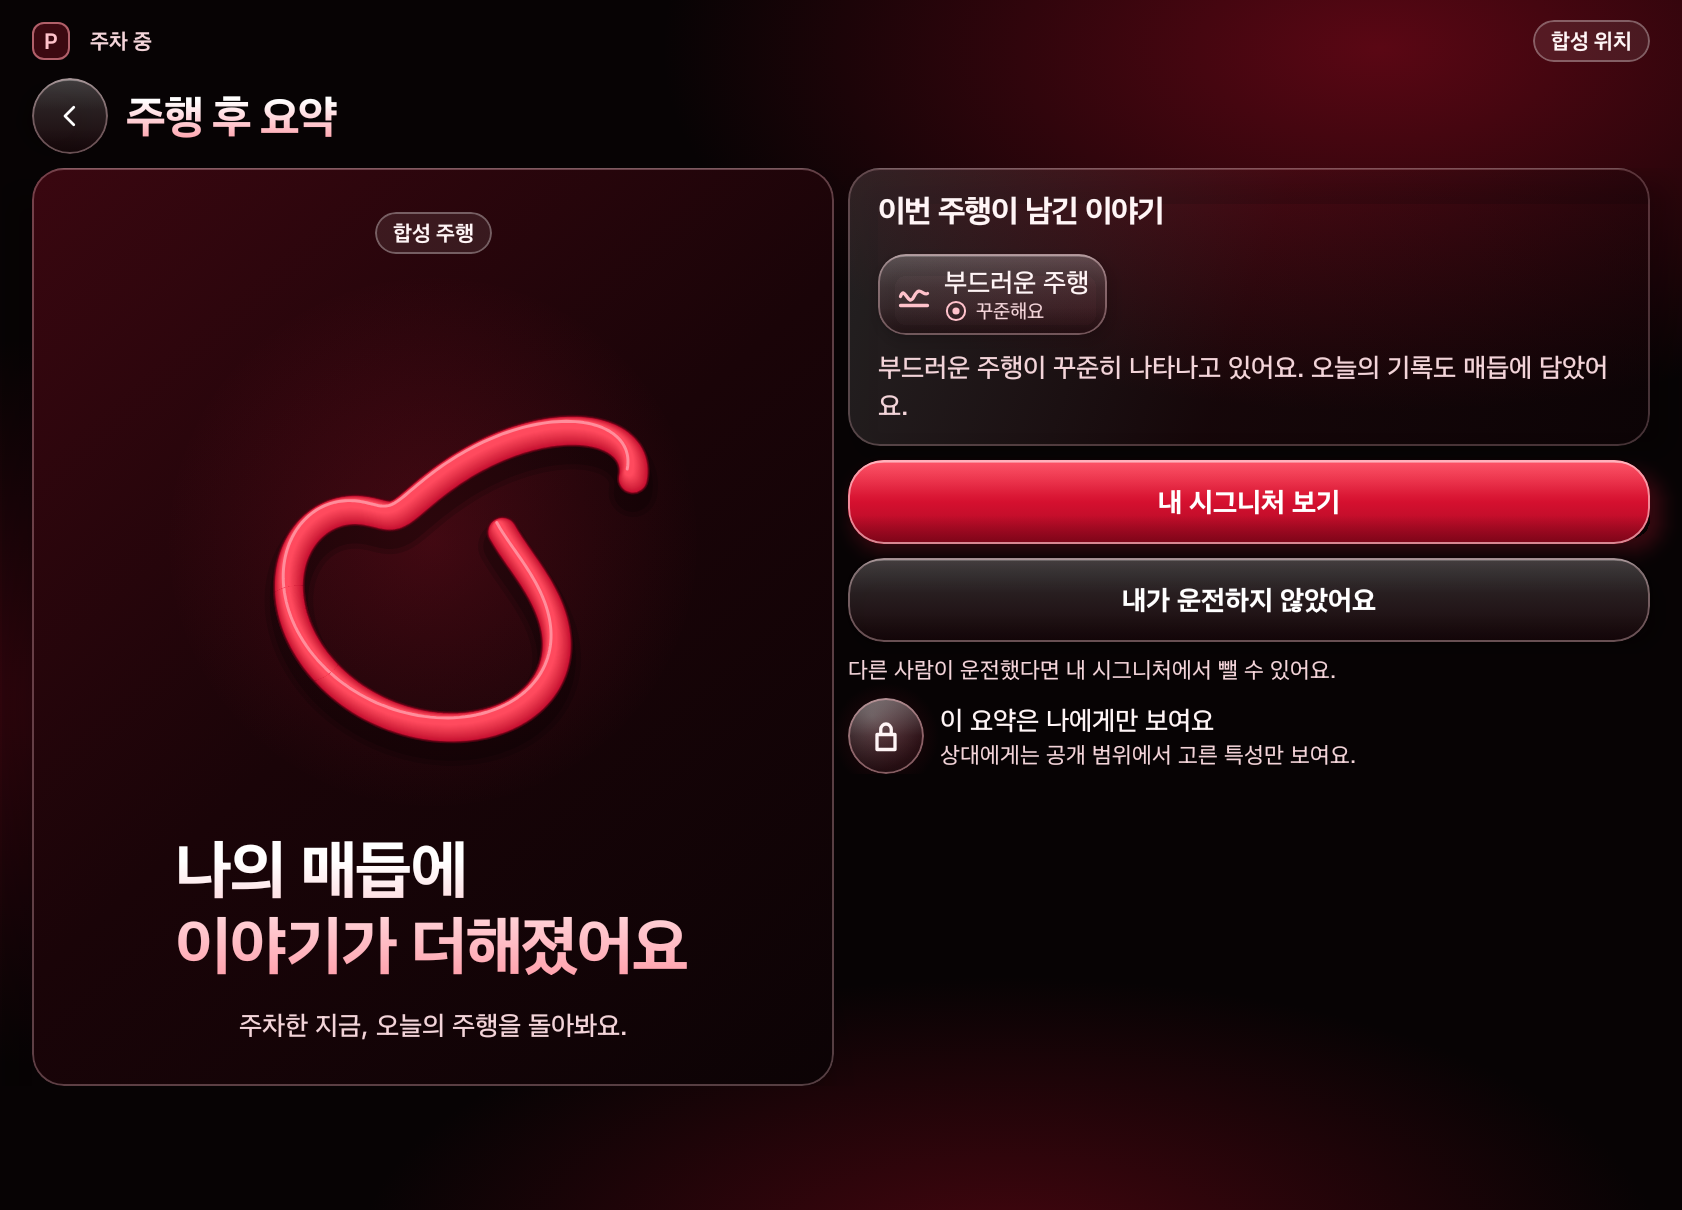 P 주차 중
합성 위치
주행 후 요약
합성 주행
나의 매듭에
이야기가 더해졌어요
주차한 지금, 오늘의 주행을 돌아봐요.
이번 주행이 남긴 이야기
부드러운 주행
꾸준해요
부드러운 주행이 꾸준히 나타나고 있어요. 오늘의 기록도 매듭에 담았어
요.
내 시그니처 보기
내가 운전하지 않았어요
다른 사람이 운전했다면 내 시그니처에서 뺄 수 있어요.
이 요약은 나에게만 보여요
상대에게는 공개 범위에서 고른 특성만 보여요.